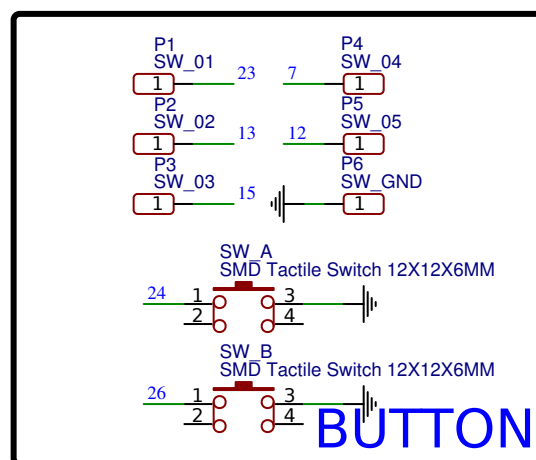 P1
SW_01
1
23
P4
SW_04
7
1
P2
SW_02
1
13
P5
SW_05
12
1
P3
SW_03
1
15
P6
SW_GND
1
SW_A
SMD Tactile Switch 12X12X6MM
24
1
3
2
4
SW_B
SMD Tactile Switch 12X12X6MM
26
1
3
2
4
BUTTON